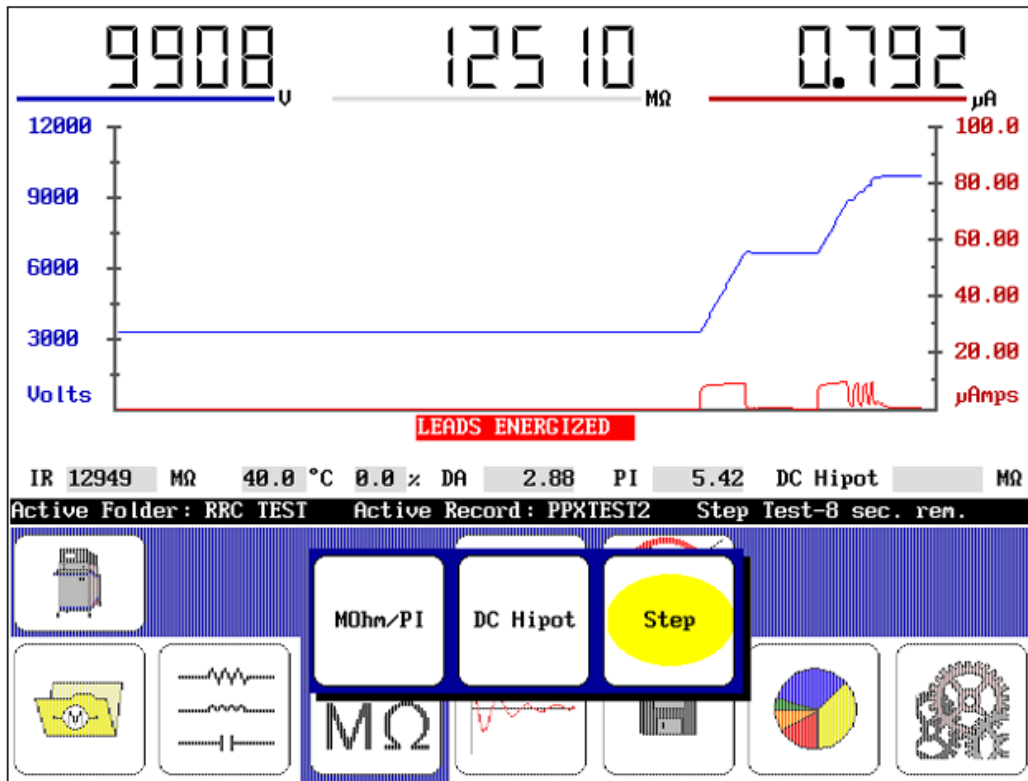 9908 V 12510 MΩ 0.792 µA
12000 100.0
80.00
9000
60.00
6000
40.00
3000
20.00
Volts µAmps
LEADS ENERGIZED
IR 12949 MΩ 40.0 °C 0.0 % DA 2.88 PI 5.42 DC Hipot MΩ
Active Folder: RRC TEST Active Record: PPXTEST2 Step Test-8 sec. rem.
MOhm/PI DC Hipot Step
M
MΩ